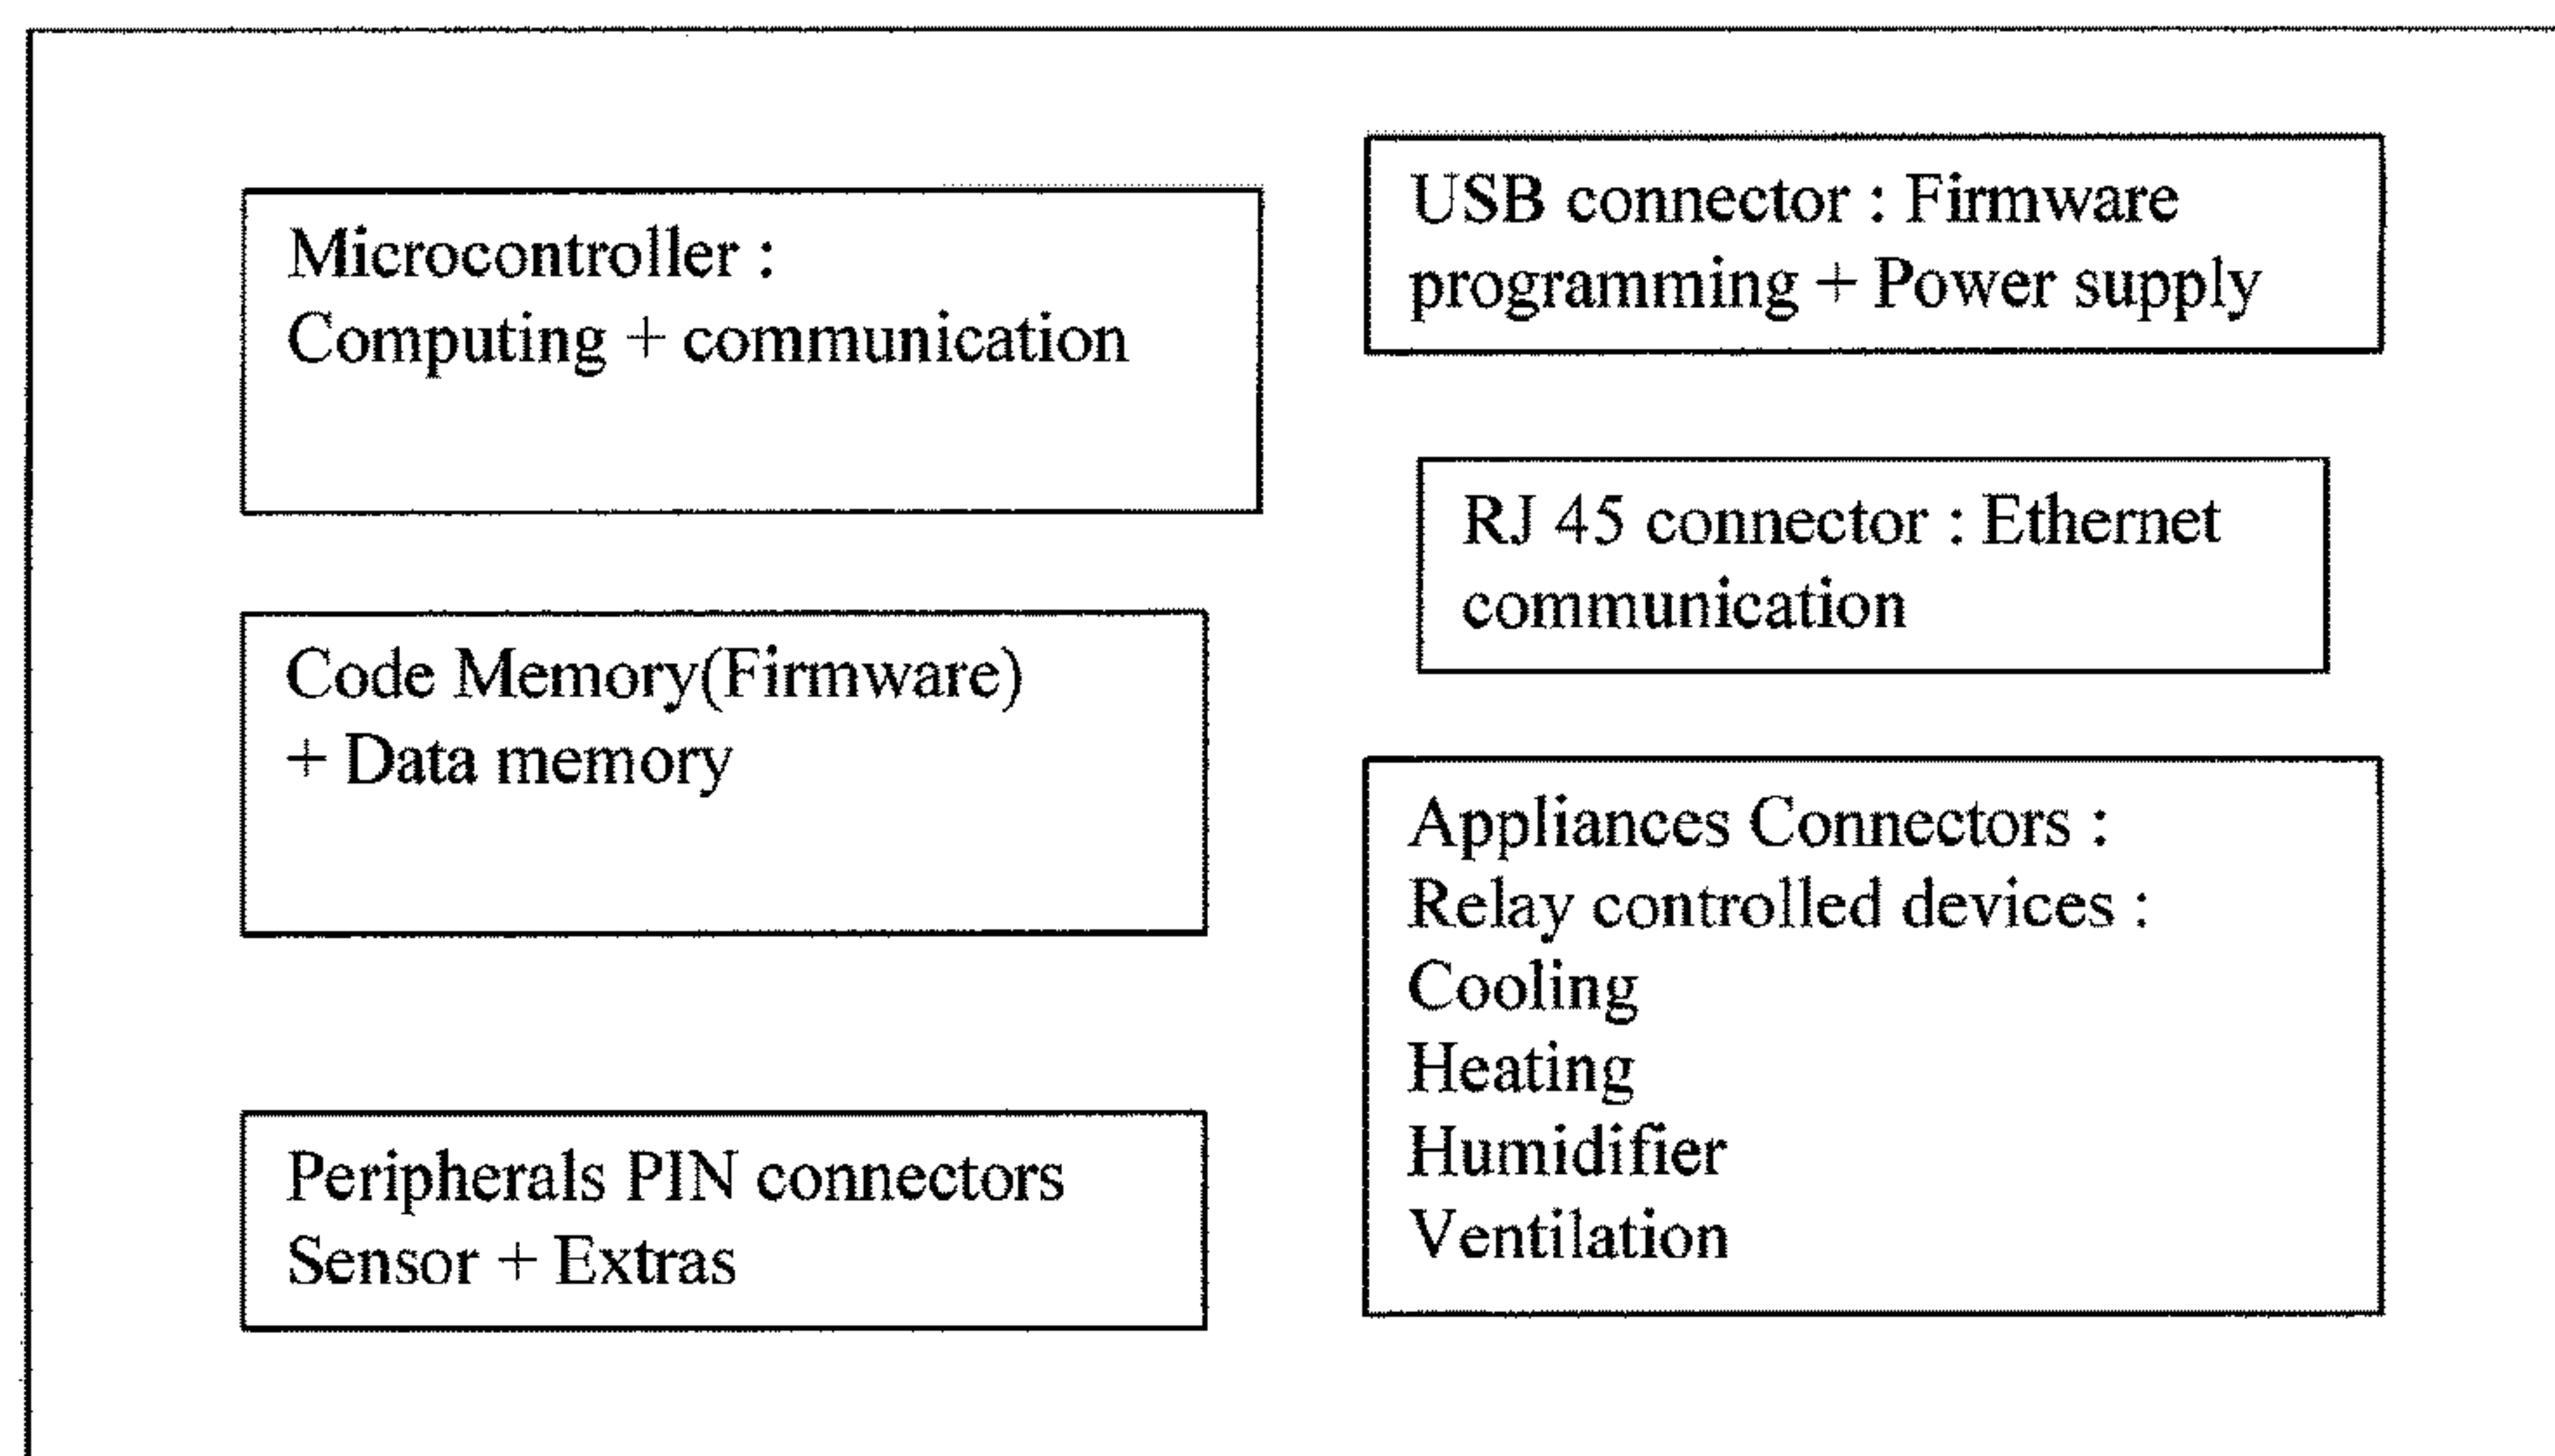 Microcontroller :
Computing + communication
Code Memory(Firmware)
+ Data memory
Peripherals PIN connectors
Sensor + Extras
USB connector : Firmware
programming + Power supply
RJ 45 connector : Ethernet
communication
Appliances Connectors :
Relay controlled devices :
Cooling
Heating
Humidifier
Ventilation